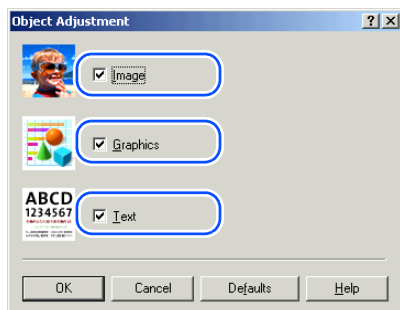 Object Adjustment
Image
Graphics
ABCD
1234567
Text
OK Cancel Defaults Help